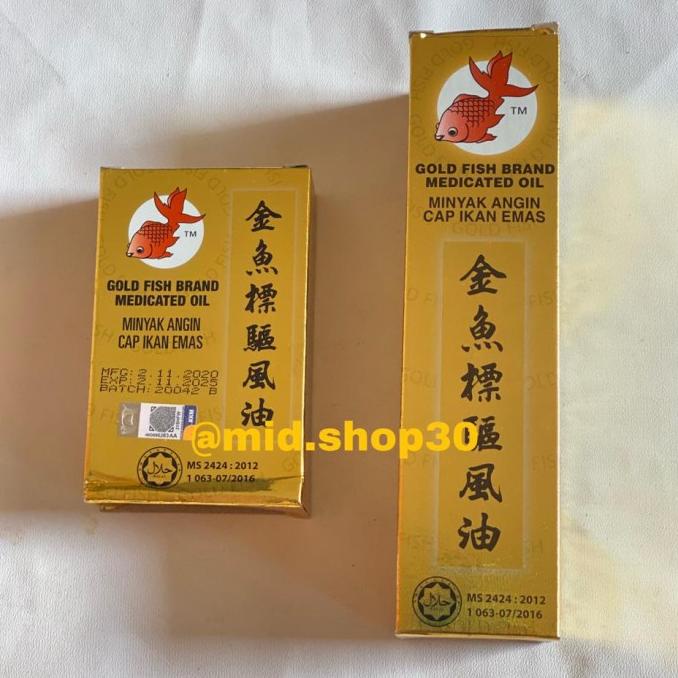 TM
GOLD FISH BRAND
MEDICATED OIL
MINYAK ANGIN
CAP IKAN EMAS
金魚標驅風油
MFG: 2.11.2020
EXP: 2.11.2025
BATCH: 20042 B
حلال
MS 2424 : 2012
1 063-07/2016
TM
GOLD FISH BRAND
MEDICATED OIL
MINYAK ANGIN
CAP IKAN EMAS
金魚標驅風油
حلال
MS 2424 : 2012
1 063-07/2016
@mid.shop30